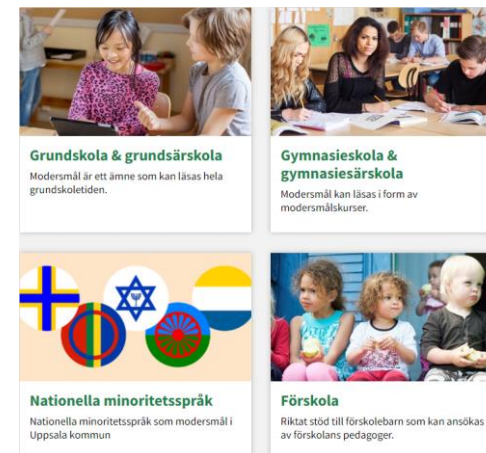 Grundskola & grundsärskola
Modersmål är ett ämne som kan läsas hela
grundskoletiden.
Gymnasieskola &
gymnasiesärskola
Modersmål kan läsas i form av
modersmålskurser.
Nationella minoritetsspråk
Nationella minoritetsspråk som modersmål i
Uppsala kommun
Förskola
Riktat stöd till förskolebarn som kan ansökas
av förskolans pedagoger.